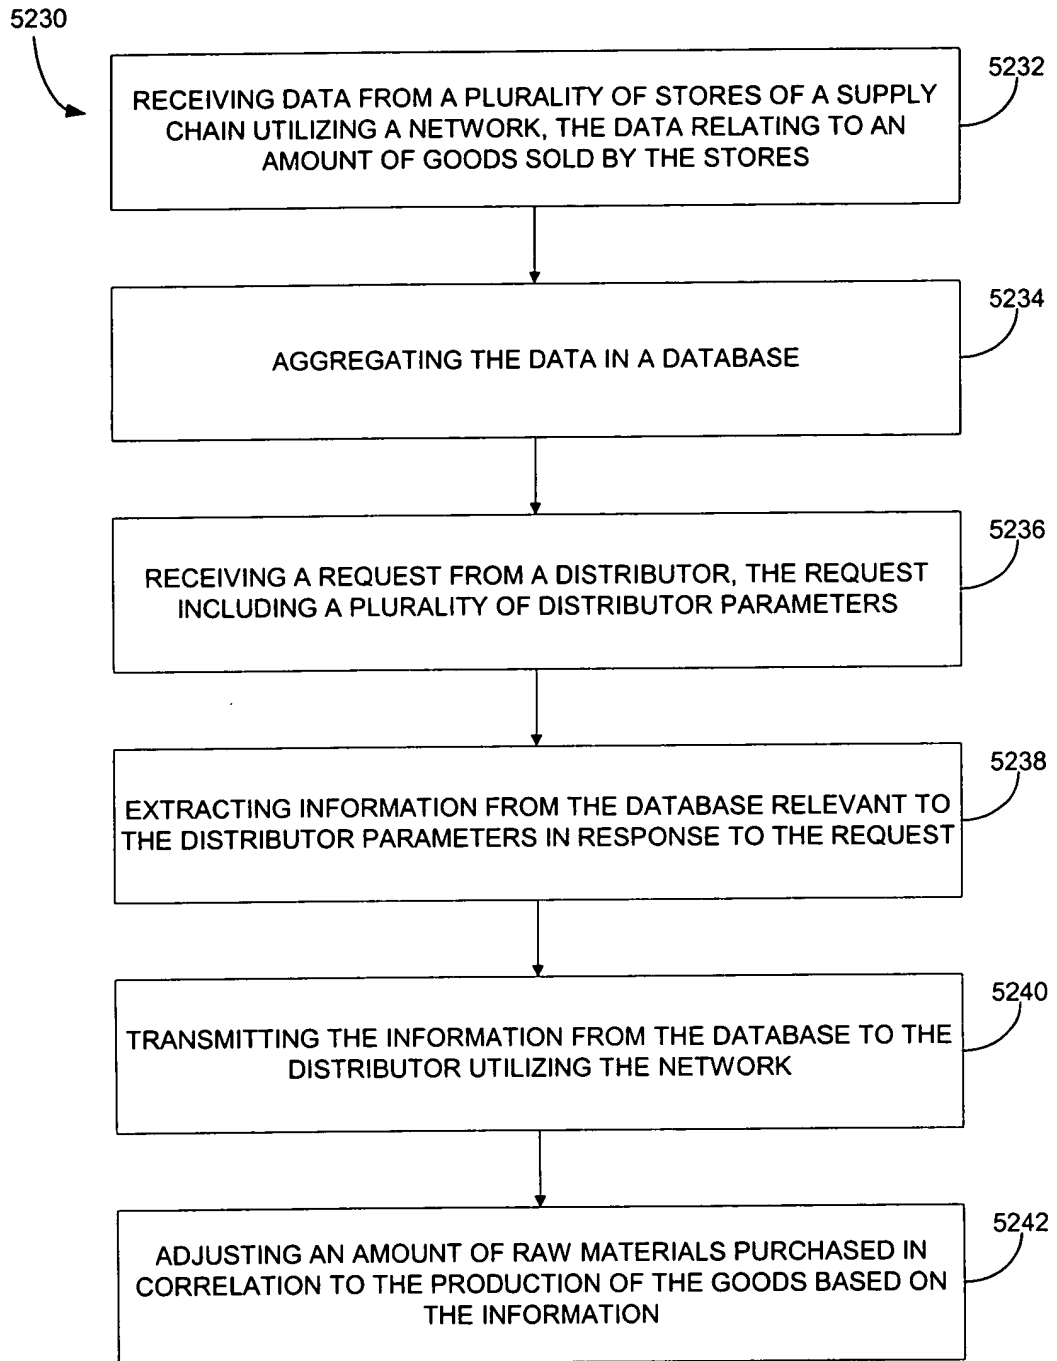 5230
5232
RECEIVING DATA FROM A PLURALITY OF STORES OF A SUPPLY
CHAIN UTILIZING A NETWORK, THE DATA RELATING TO AN
AMOUNT OF GOODS SOLD BY THE STORES
5234
AGGREGATING THE DATA IN A DATABASE
5236
RECEIVING A REQUEST FROM A DISTRIBUTOR, THE REQUEST
INCLUDING A PLURALITY OF DISTRIBUTOR PARAMETERS
5238
EXTRACTING INFORMATION FROM THE DATABASE RELEVANT TO
THE DISTRIBUTOR PARAMETERS IN RESPONSE TO THE REQUEST
5240
TRANSMITTING THE INFORMATION FROM THE DATABASE TO THE
DISTRIBUTOR UTILIZING THE NETWORK
5242
ADJUSTING AN AMOUNT OF RAW MATERIALS PURCHASED IN
CORRELATION TO THE PRODUCTION OF THE GOODS BASED ON
THE INFORMATION